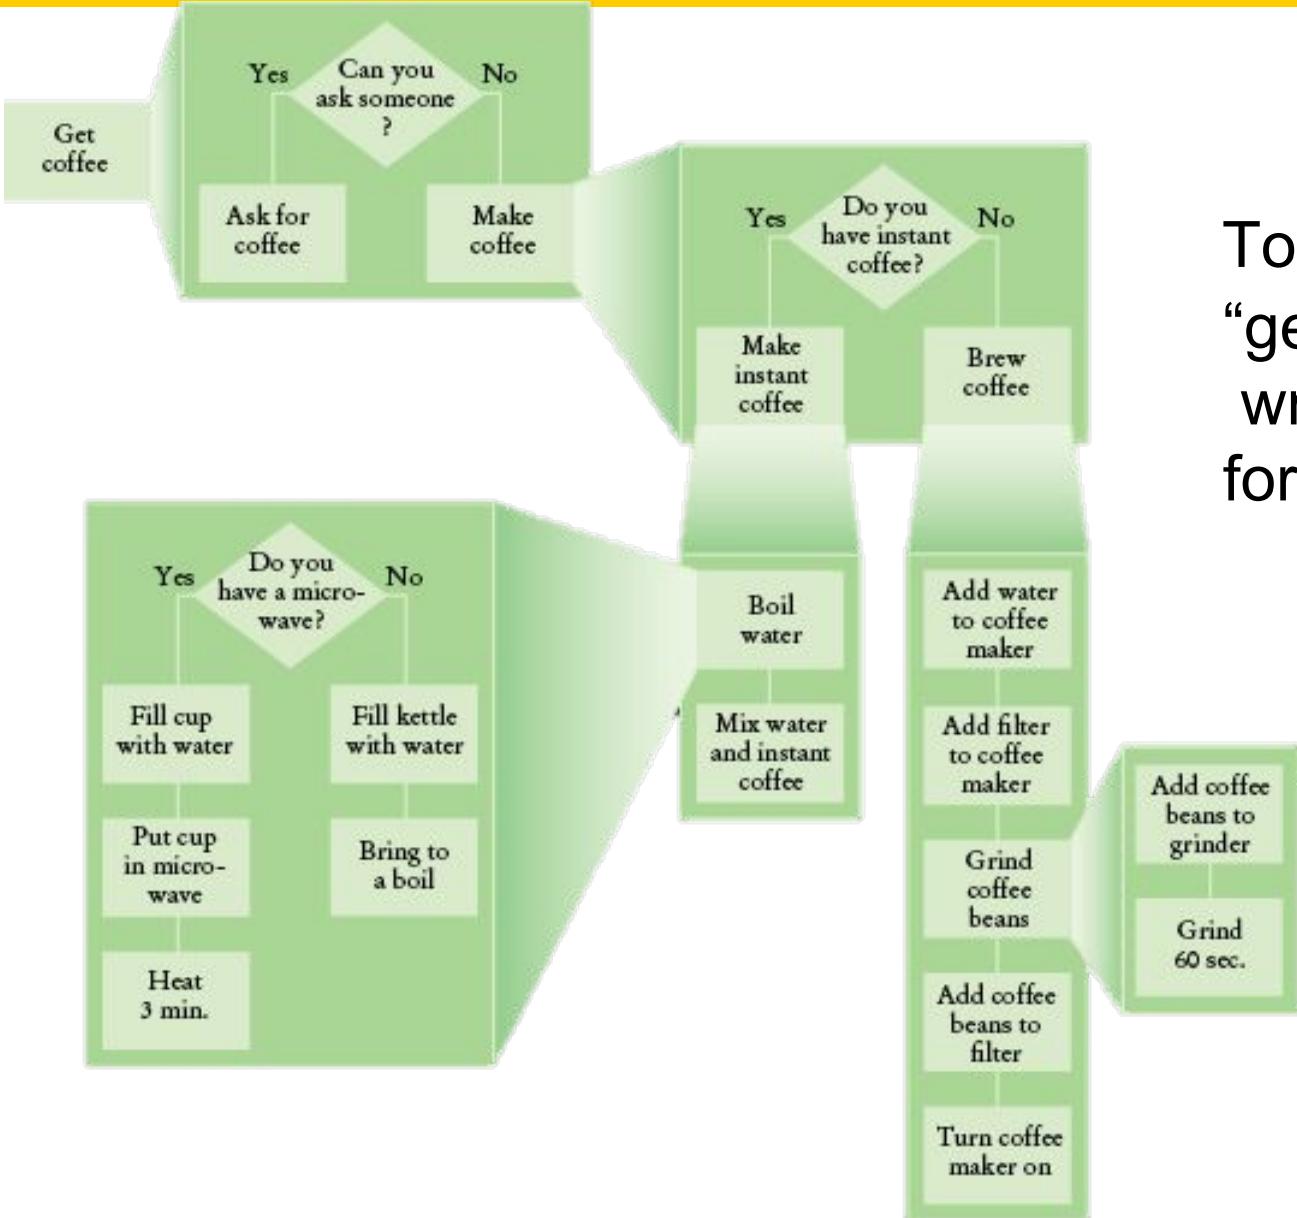 Get
coffee
Yes
Can you
ask someone
?
No
Ask for
coffee
Make
coffee
Yes
Do you
have instant
coffee?
No
Make
instant
coffee
Brew
coffee
To
for
Do you
have a micro-
wave?
Yes
No
Fill cup
with water
Put cup
in micro-
wave
Heat
3 min.
Fill kettle
with water
Bring to
a boil
Boil
water
Mix water
and instant
coffee
Add water
to coffee
maker
Add filter
to coffee
maker
Grind
coffee
beans
Add coffee
beans to
filter
Turn coffee
maker on
Add coffee
beans to
grinder
Grind
60 sec.